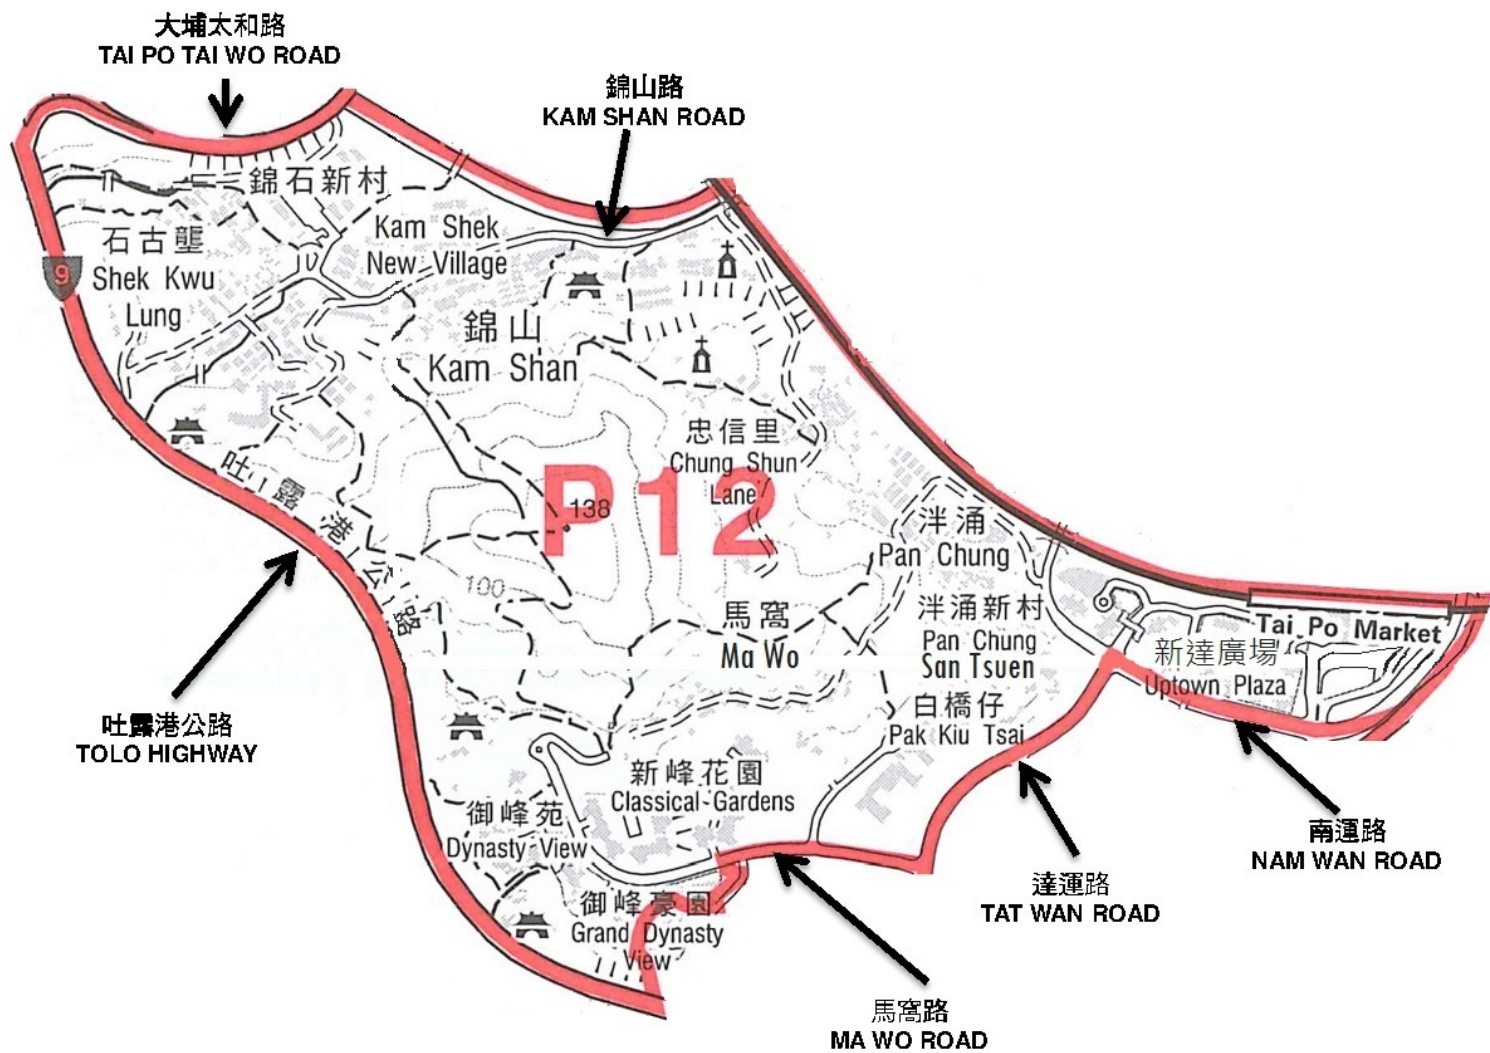 大埔太和路
TAI PO TAI WO ROAD
錦山路
KAM SHAN ROAD
錦石新村
Kam Shek
New Village
石古壟
Shek Kwu
Lung
9
錦山
Kam Shan
忠信里
Chung Shun
Lane
P12
138
100
吐露港公路
泮涌
Pan Chung
泮涌新村
Pan Chung
San Tsuen
馬窩
Ma Wo
白橋仔
Pak Kiu Tsai
Tai Po Market
新達廣場
Uptown Plaza
吐露港公路
TOLO HIGHWAY
新峰花園
Classical Gardens
御峰苑
Dynasty View
御峰豪園
Grand Dynasty
View
南運路
NAM WAN ROAD
達運路
TAT WAN ROAD
馬窩路
MA WO ROAD